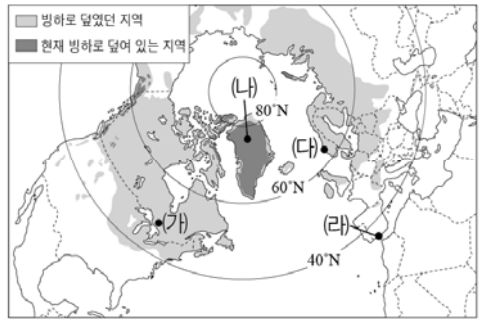 빙하로 덮였던 지역
현재 빙하로 덮여 있는 지역
(나)
80°N
(다)
60°N
(가)
(라)
40°N